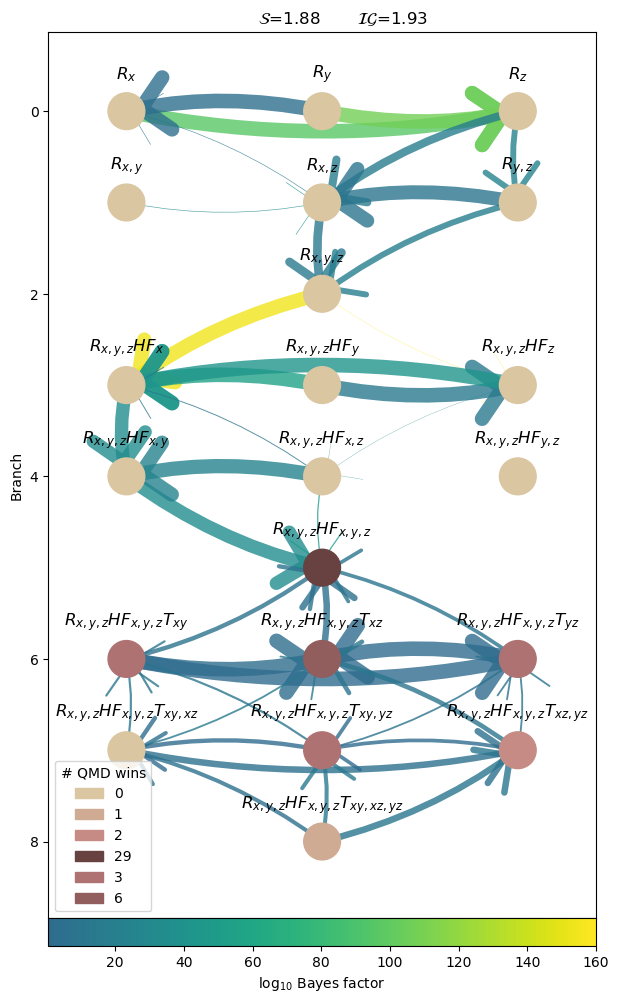 𝒮=1.88 ℐ𝒢=1.93
R_x R_y R_z
0
R_{x,y} R_{x,z} R_{y,z}
R_{x,y,z}
2
R_{x,y,z}HF_x R_{x,y,z}HF_y R_{x,y,z}HF_z
R_{x,y,z}HF_{x,y} R_{x,y,z}HF_{x,z} R_{x,y,z}HF_{y,z}
4
Branch
R_{x,y,z}HF_{x,y,z}
R_{x,y,z}HF_{x,y,z}T_{xy} R_{x,y,z}HF_{x,y,z}T_{xz} R_{x,y,z}HF_{x,y,z}T_{yz}
6
R_{x,y,z}HF_{x,y,z}T_{xy,xz} R_{x,y,z}HF_{x,y,z}T_{xy,yz} R_{x,y,z}HF_{x,y,z}T_{xz,yz}
R_{x,y,z}HF_{x,y,z}T_{xy,xz,yz}
8
# QMD wins
0
1
2
29
3
6
20 40 60 80 100 120 140 160
log_{10} Bayes factor